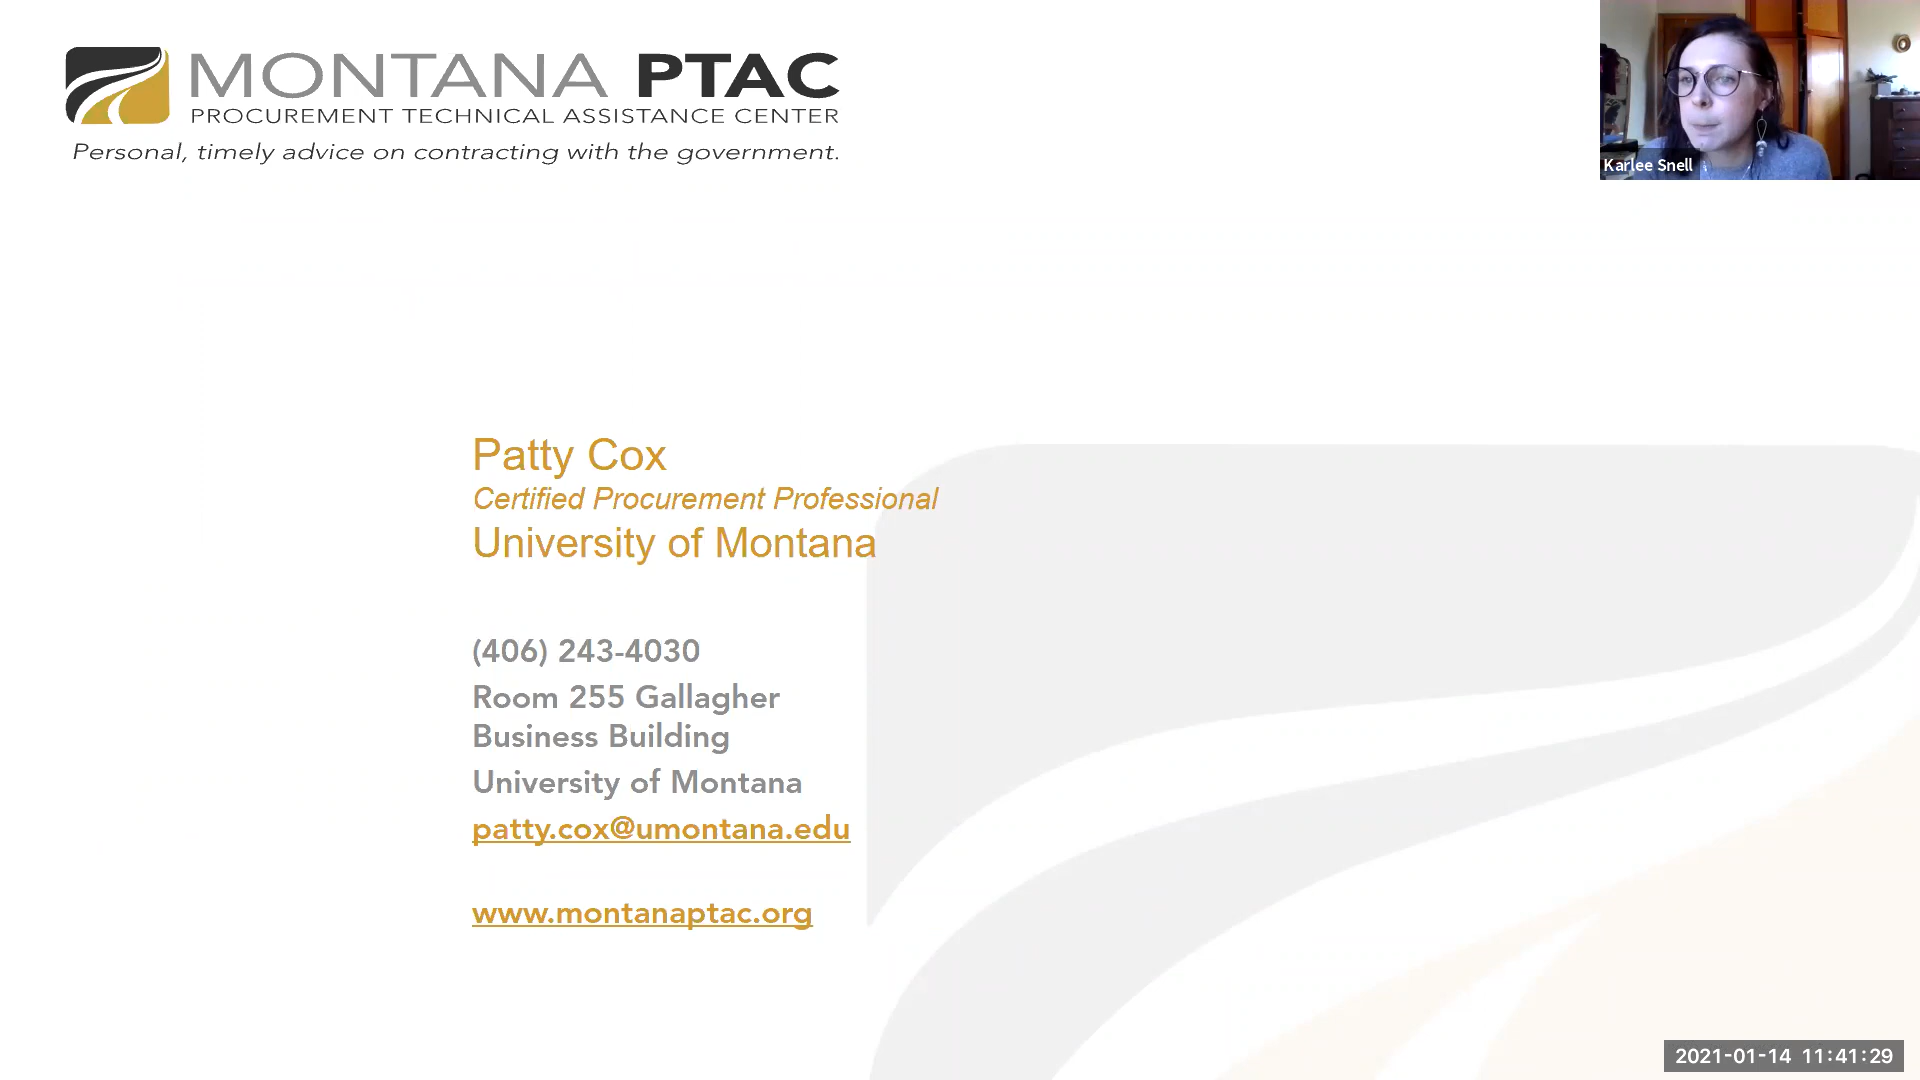 MONTANA PTAC
PROCUREMENT TECHNICAL ASSISTANCE CENTER
Personal, timely advice on contracting with the government.
Karlee Snell
Patty Cox
Certified Procurement Professional
University of Montana
(406) 243-4030
Room 255 Gallagher
Business Building
University of Montana
patty.cox@umontana.edu
www.montanaptac.org
2021-01-14 11:41:29